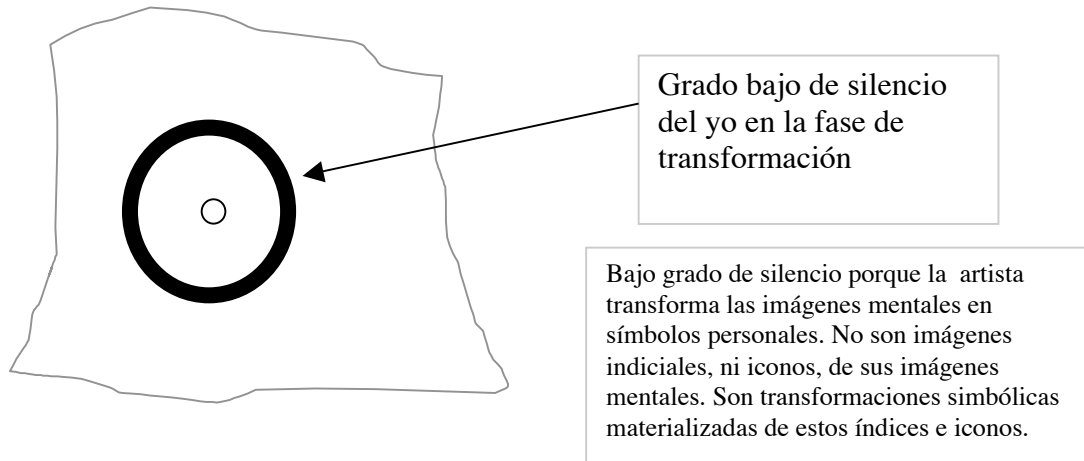 Grado bajo de silencio
del yo en la fase de
transformación
Bajo grado de silencio porque la artista
transforma las imágenes mentales en
símbolos personales. No son imágenes
indiciales, ni iconos, de sus imágenes
mentales. Son transformaciones simbólicas
materializadas de estos índices e iconos.